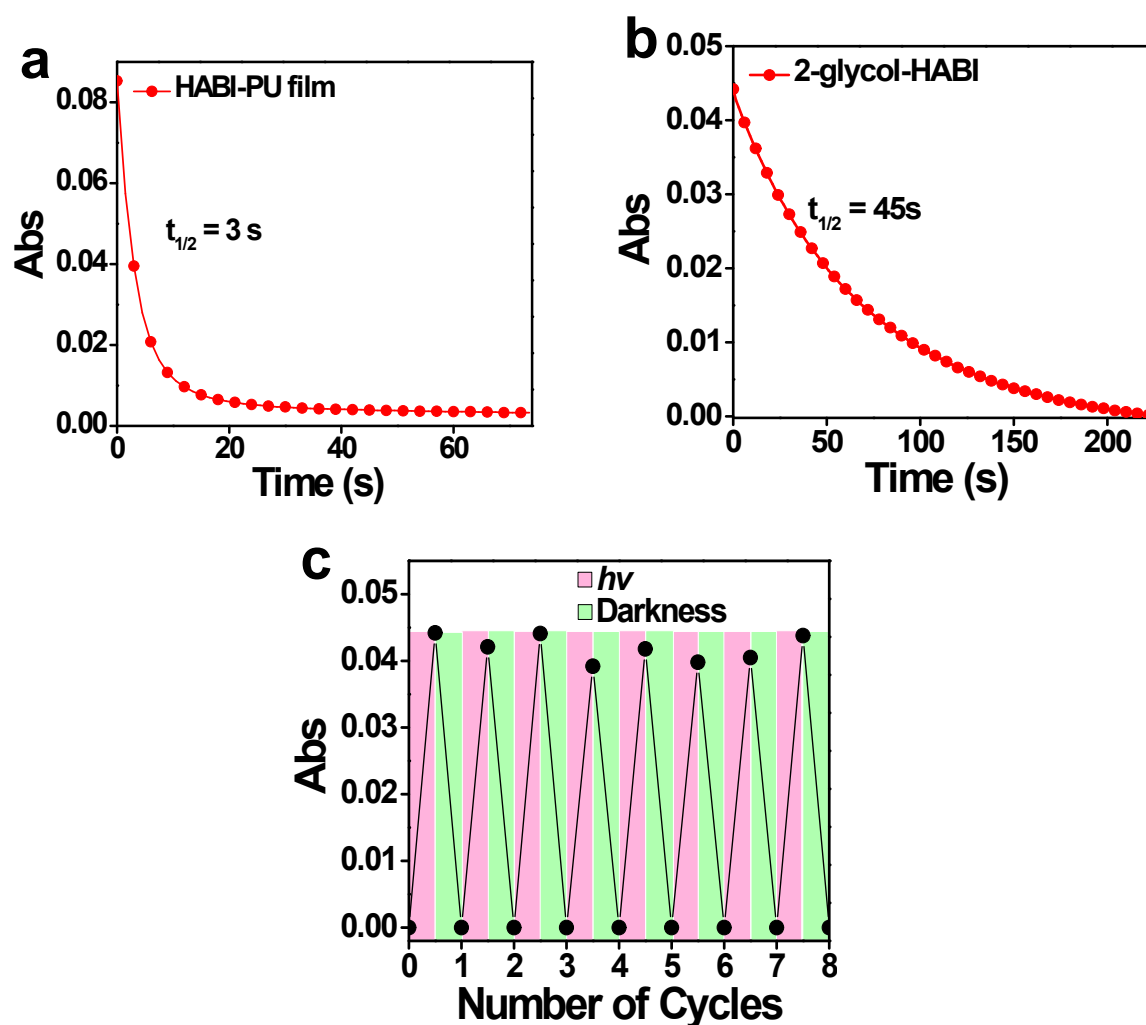 a
HABI-PU film
0.08
0.06
0.04
0.02
0.00
t1/2 = 3 s
Abs
0 20 40 60
Time (s)
b
2-glycol-HABI
0.05
0.04
0.03
0.02
0.01
0.00
t1/2 = 45s
Abs
0 50 100 150 200
Time (s)
c
hv
Darkness
0.05
0.04
0.03
0.02
0.01
0.00
Abs
0 1 2 3 4 5 6 7 8
Number of Cycles